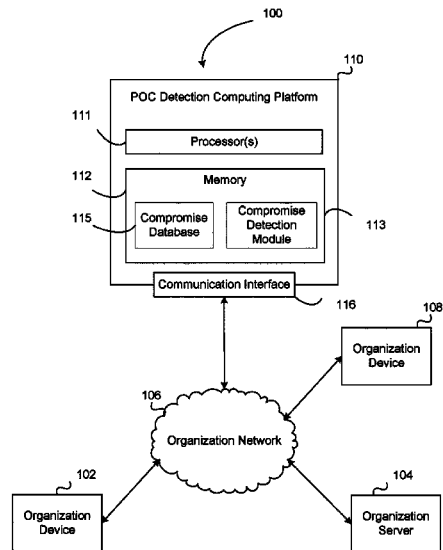 100
110
POC Detection Computing Platform
111
Processor(s)
112
Memory
115
Compromise
Database
Compromise
Detection
Module
113
Communication Interface
116
108
Organization
Device
106
Organization Network
102
Organization
Device
104
Organization
Server